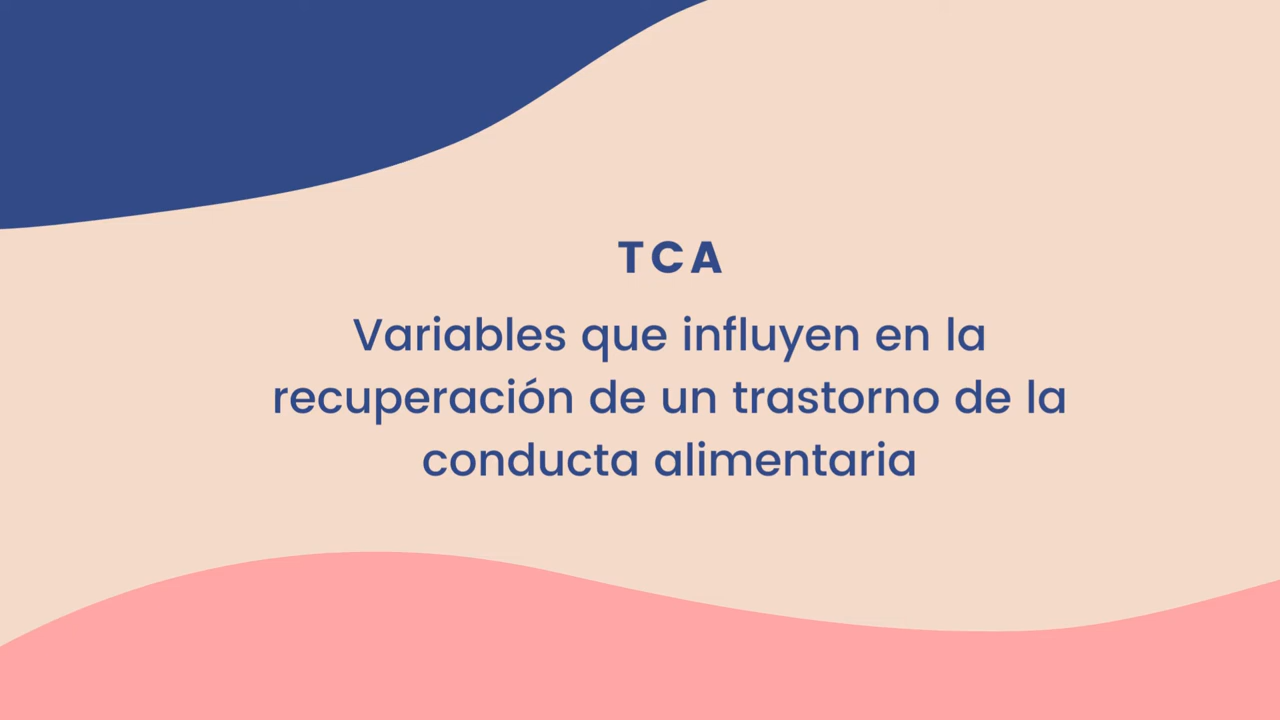 TCA
Variables que influyen en la
recuperación de un trastorno de la
conducta alimentaria